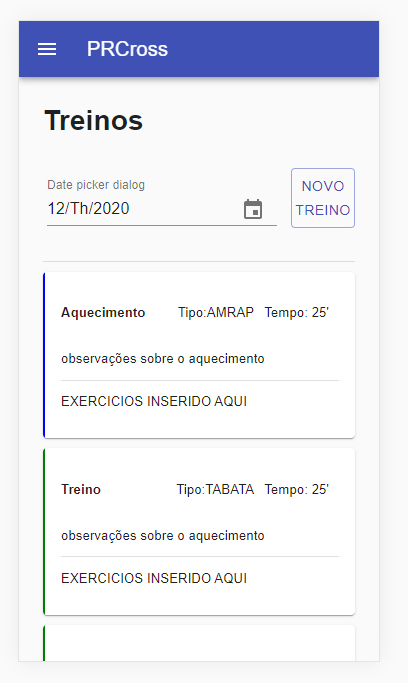 PRCross
Treinos
Date picker dialog
12/Th/2020
NOVO
TREINO
Aquecimento Tipo:AMRAP Tempo: 25'
observações sobre o aquecimento
EXERCICIOS INSERIDO AQUI
Treino Tipo:TABATA Tempo: 25'
observações sobre o aquecimento
EXERCICIOS INSERIDO AQUI